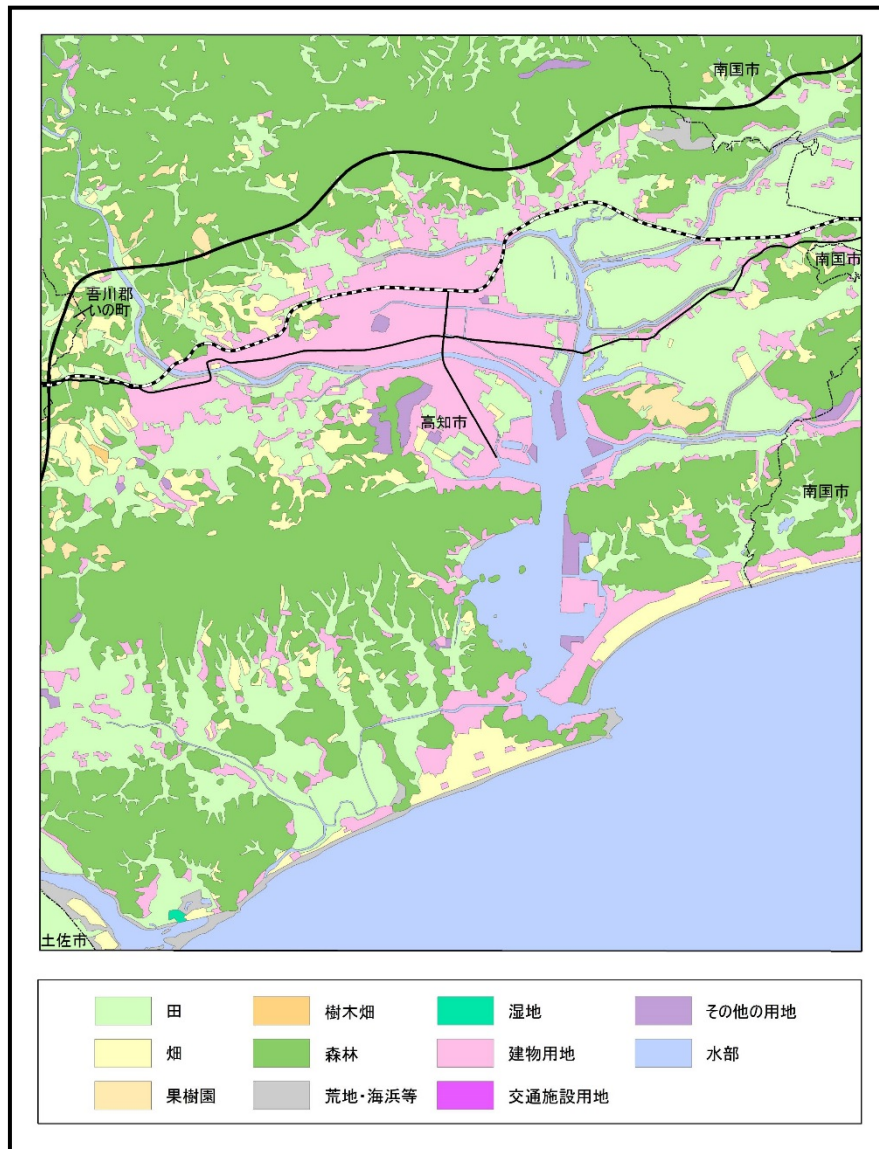 南国市
南国市
吾川郡
いの町
高知市
南国市
土佐市
田
樹木畑
湿地
その他の用地
畑
森林
建物用地
水部
果樹園
荒地・海浜等
交通施設用地